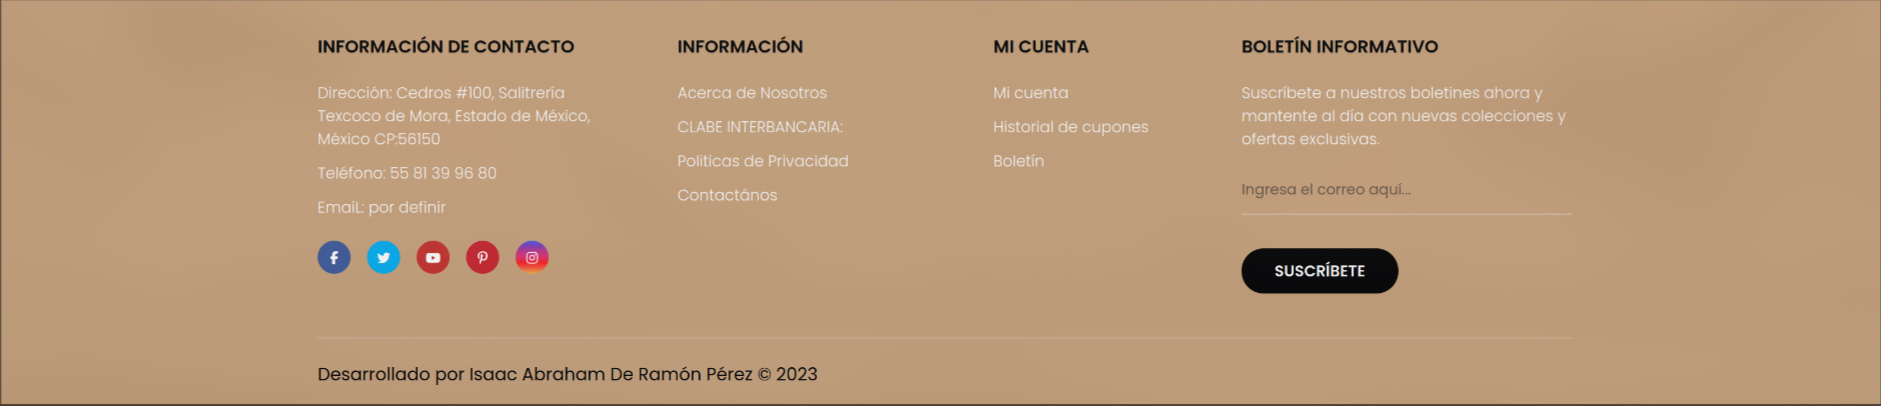 INFORMACIÓN DE CONTACTO
Dirección: Cedros #100, Salitrería
Texcoco de Mora, Estado de México,
México CP:56150
Teléfono: 55 81 39 96 80
EmaiL: por definir
INFORMACIÓN
Acerca de Nosotros
CLABE INTERBANCARIA:
Politicas de Privacidad
Contactános
MI CUENTA
Mi cuenta
Historial de cupones
Boletín
BOLETÍN INFORMATIVO
Suscríbete a nuestros boletines ahora y
mantente al día con nuevas colecciones y
ofertas exclusivas.
Ingresa el correo aquí...
SUSCRÍBETE
Desarrollado por Isaac Abraham De Ramón Pérez © 2023